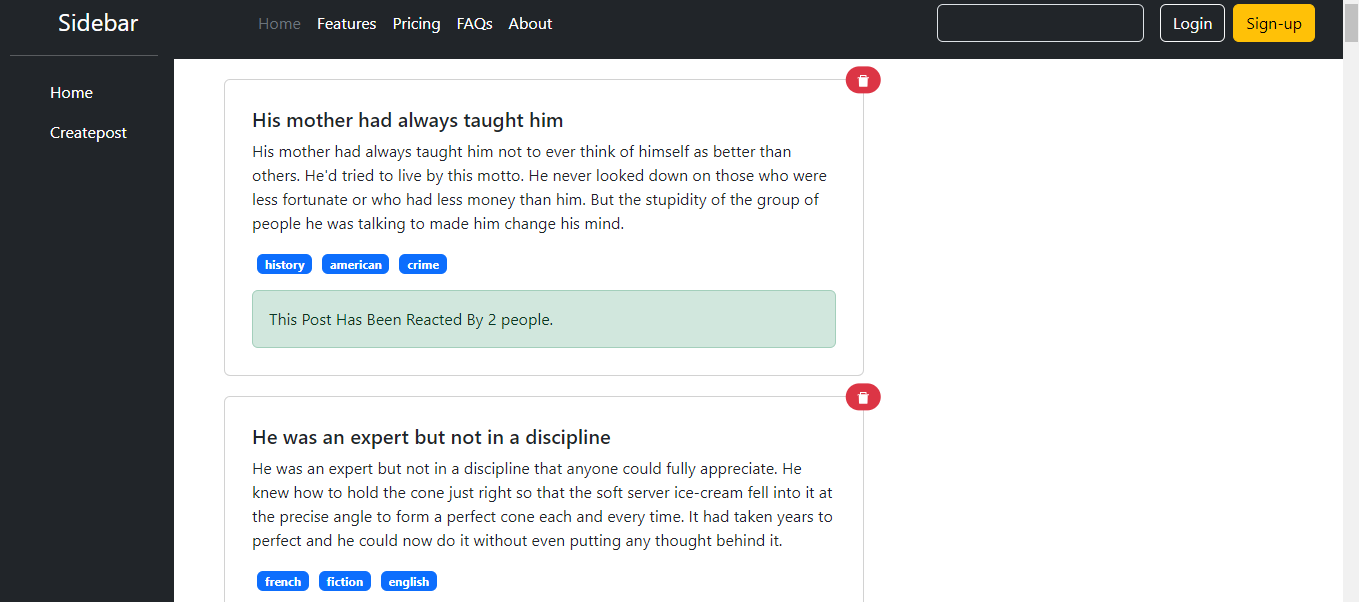 Sidebar
Home Features Pricing FAQs About
Login Sign-up
Home
Createpost
His mother had always taught him
His mother had always taught him not to ever think of himself as better than
others. He'd tried to live by this motto. He never looked down on those who were
less fortunate or who had less money than him. But the stupidity of the group of
people he was talking to made him change his mind.
history american crime
This Post Has Been Reacted By 2 people.
He was an expert but not in a discipline
He was an expert but not in a discipline that anyone could fully appreciate. He
knew how to hold the cone just right so that the soft server ice-cream fell into it at
the precise angle to form a perfect cone each and every time. It had taken years to
perfect and he could now do it without even putting any thought behind it.
french fiction english